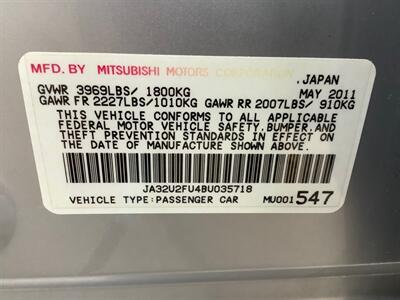 MFD. BY MITSUBISHI MOTORS CORPORATION, JAPAN
GVWR 3969LBS/ 1800KG MAY 2011
GAWR FR 2227LBS/1010KG GAWR RR 2007LBS/ 910KG
THIS VEHICLE CONFORMS TO ALL APPLICABLE
FEDERAL MOTOR VEHICLE SAFETY, BUMPER, AND
THEFT PREVENTION STANDARDS IN EFFECT ON
THE DATE OF MANUFACTURE SHOWN ABOVE.
JA32U2FU4BU035718
VEHICLE TYPE:PASSENGER CAR MU001547